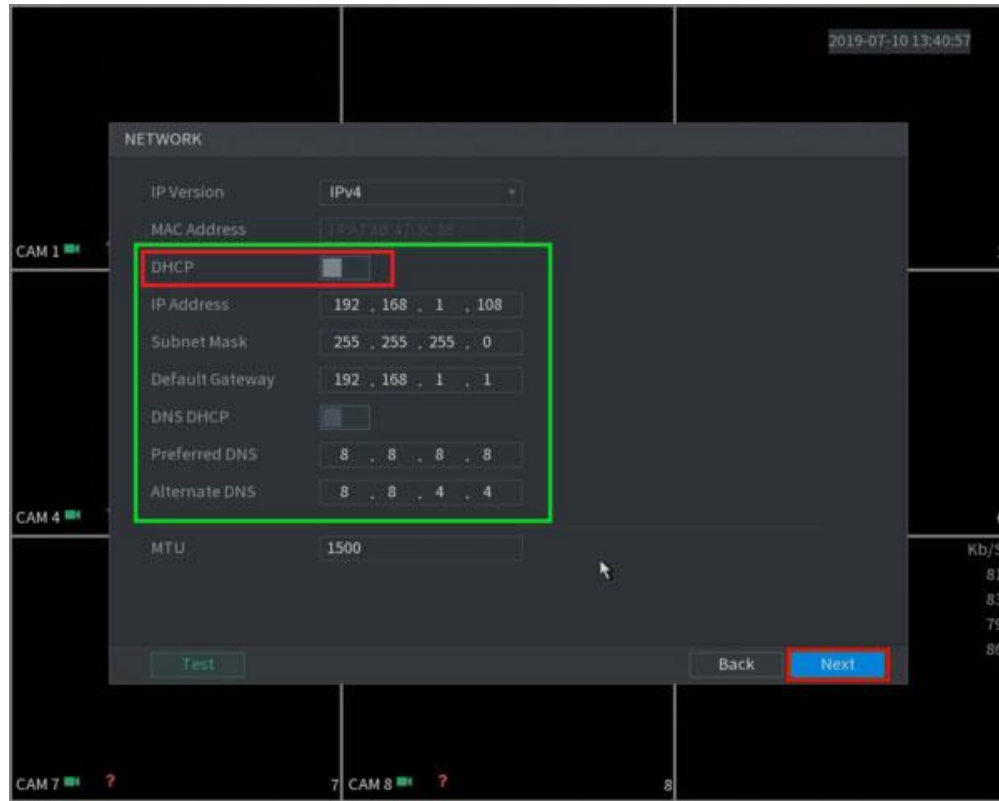 2019-07-10 13:40:57
NETWORK
IP Version IPv4
MAC Address
CAM 1
DHCP
IP Address 192 . 168 . 1 . 108
Subnet Mask 255 . 255 . 255 . 0
Default Gateway 192 . 168 . 1 . 1
DNS DHCP
Preferred DNS 8 . 8 . 8 . 8
Alternate DNS 8 . 8 . 4 . 4
CAM 4
MTU 1500
Kb/S
Test Back Next
CAM 7 ? 7 CAM 8 ? 8